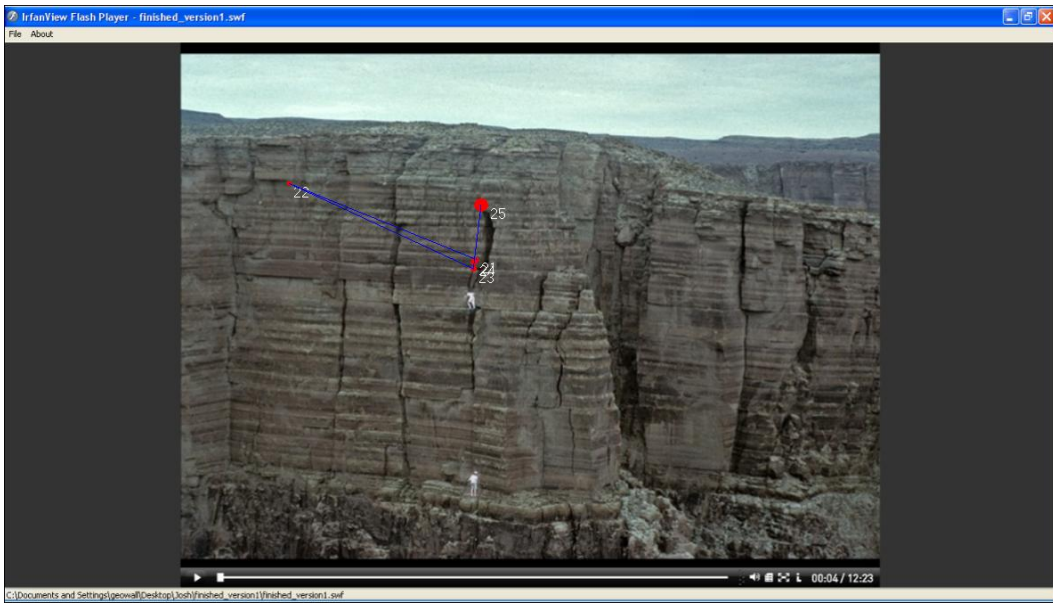 IrfanView Flash Player - finished_version1.swf
File About
22
25
21
23
00:04 / 12:23
C:\Documents and Settings\geowall\Desktop\Josh\finished_version1\finished_version1.swf